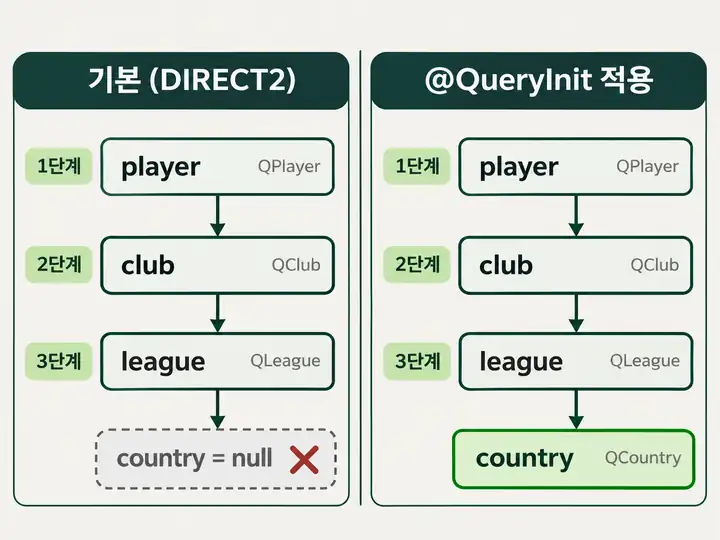 기본 (DIRECT2)
1단계 player QPlayer
2단계 club QClub
3단계 league QLeague
country = null
@QueryInit 적용
1단계 player QPlayer
2단계 club QClub
3단계 league QLeague
country QCountry